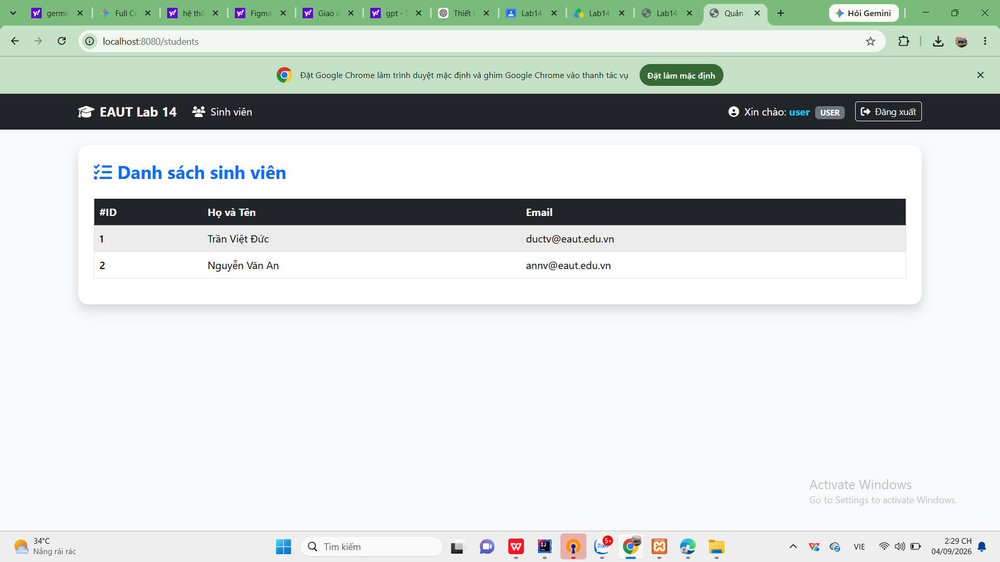 germin
Full Co
hệ thố
Figma
Giao d
gpt - Y
Thiết k
Lab14
Lab14
Lab14
Quản
Hỏi Gemini
localhost:8080/students
Đặt Google Chrome làm trình duyệt mặc định và ghim Google Chrome vào thanh tác vụ
Đặt làm mặc định
EAUT Lab 14
Sinh viên
Xin chào: user USER
Đăng xuất
Danh sách sinh viên
#ID Họ và Tên Email
1 Trần Việt Đức ductv@eaut.edu.vn
2 Nguyễn Văn An annv@eaut.edu.vn
Activate Windows
Go to Settings to activate Windows.
34°C
Nắng rải rác
Tìm kiếm
5+
Zalo
VIE
2:29 CH
04/09/2026